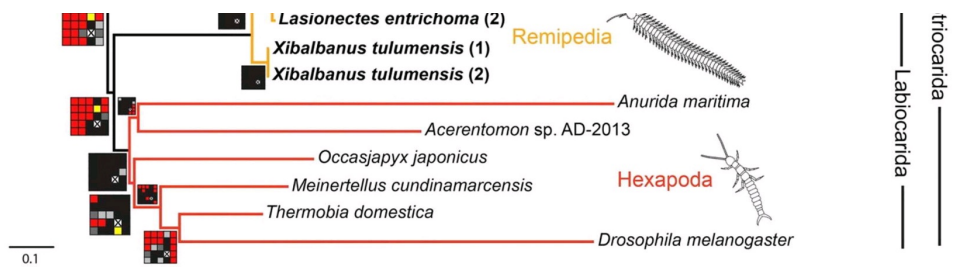 Lasionectes entrichoma (2)
Remipedia
Xibalbanus tulumensis (1)
Xibalbanus tulumensis (2)
Anurida maritima
Acerentomon sp. AD-2013
Occasjapyx japonicus
Hexapoda
Meinertellus cundinamarcensis
Thermobia domestica
Drosophila melanogaster
0.1
Labiocarida
triocarida